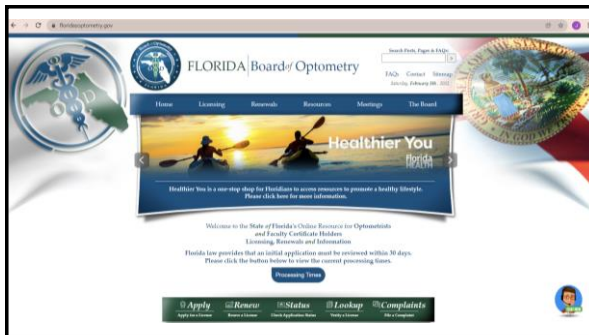 floridasoptometry.gov
FLORIDA Board of Optometry
Search Posts, Pages & FAQs:
FAQs Contact Sitemap
Home Licensing Renewals Resources Meetings The Board
Healthier You
Florida
HEALTH
Healthier You is a one-stop shop for Floridians to access resources to promote a healthy lifestyle.
Please click here for more information.
Welcome to the State of Florida's Online Resource for Optometrists
and Faculty Certificate Holders
Licensing, Renewals and Information
Florida law provides that an initial application must be reviewed within 30 days.
Please click the button below to view the current processing times.
Processing Times
Apply Renew Status Lookup Complaints
Apply for a License Renew a License Check Application Status Verify a License File a Complaint